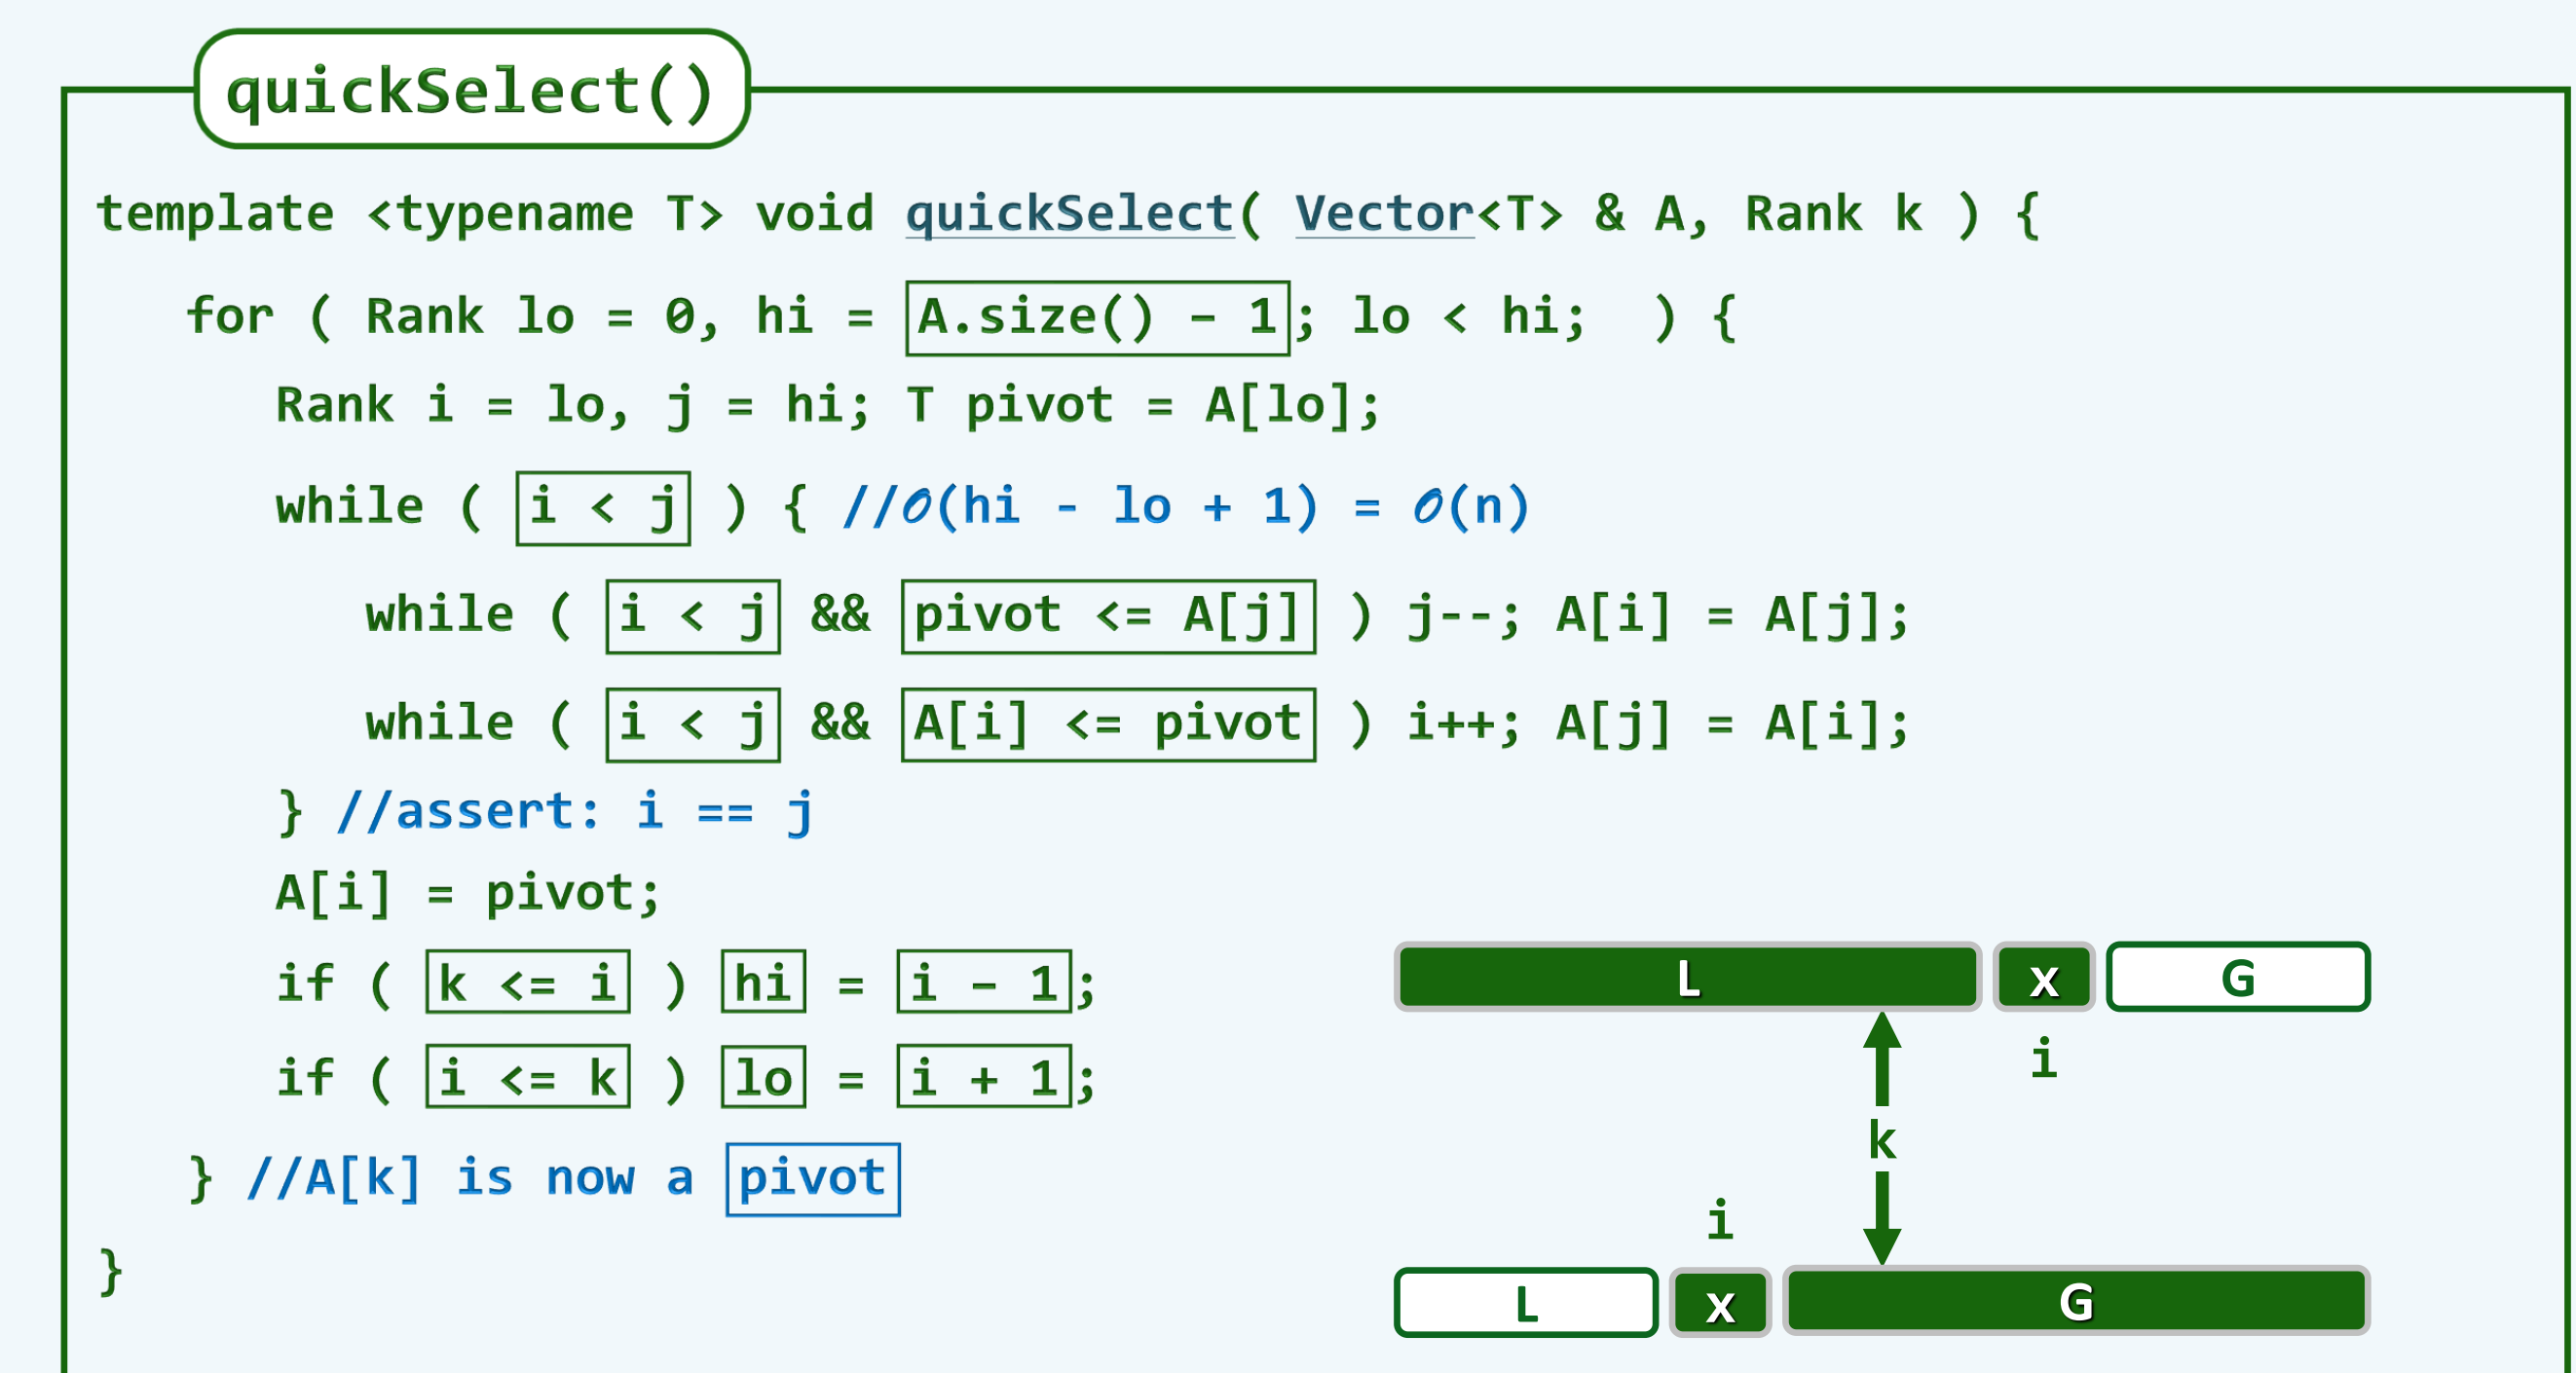 quickSelect()
template <typename T> void quickSelect( Vector<T> & A, Rank k ) {
for ( Rank lo = 0, hi = A.size() – 1; lo < hi;  ) {
Rank i = lo, j = hi; T pivot = A[lo];
while ( i < j ) { //𝒪(hi - lo + 1) = 𝒪(n)
while ( i < j && pivot <= A[j] ) j--; A[i] = A[j];
while ( i < j && A[i] <= pivot ) i++; A[j] = A[i];
} //assert: i == j
A[i] = pivot;
if ( k <= i ) hi = i – 1;
if ( i <= k ) lo = i + 1;
} //A[k] is now a pivot
}
L x G
i
k
i
L x G